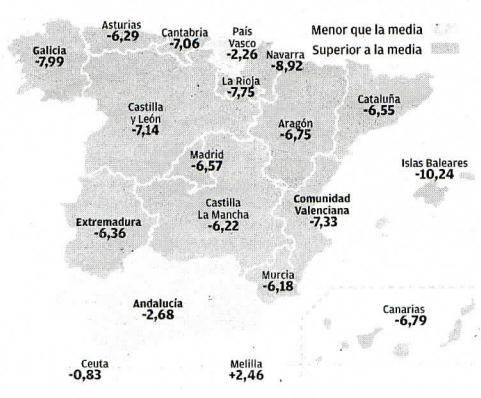 Asturias
-6,29
Cantabria
-7,06
País
Vasco
-2,26
Menor que la media
Superior a la media
Galicia
-7,99
Navarra
-8,92
La Rioja
-7,75
Castilla
y León
-7,14
Aragón
-6,75
Cataluña
-6,55
Madrid
-6,57
Islas Baleares
-10,24
Castilla
La Mancha
-6,22
Comunidad
Valenciana
-7,33
Extremadura
-6,36
Murcia
-6,18
Andalucía
-2,68
Canarias
-6,79
Ceuta
-0,83
Melilla
+2,46